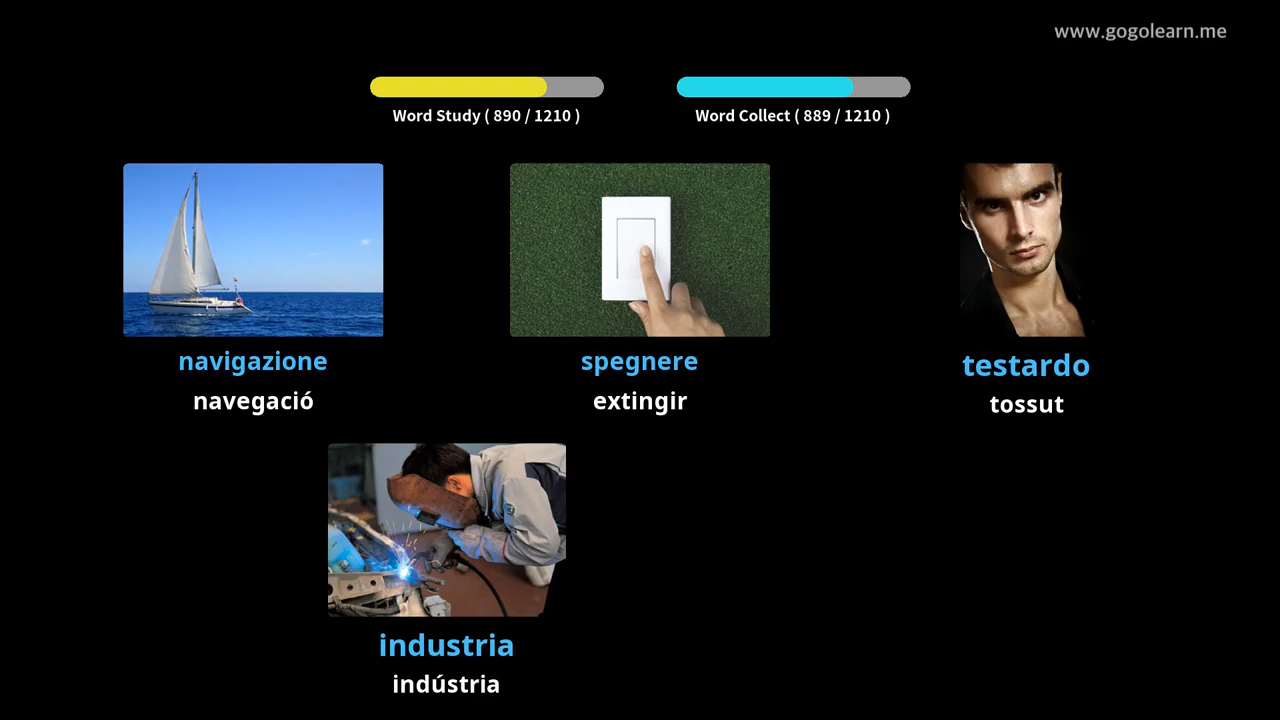 www.gogolearn.me
Word Study ( 890 / 1210 )
Word Collect ( 889 / 1210 )
navigazione
navegació
spegnere
extingir
testardo
tossut
industria
indústria